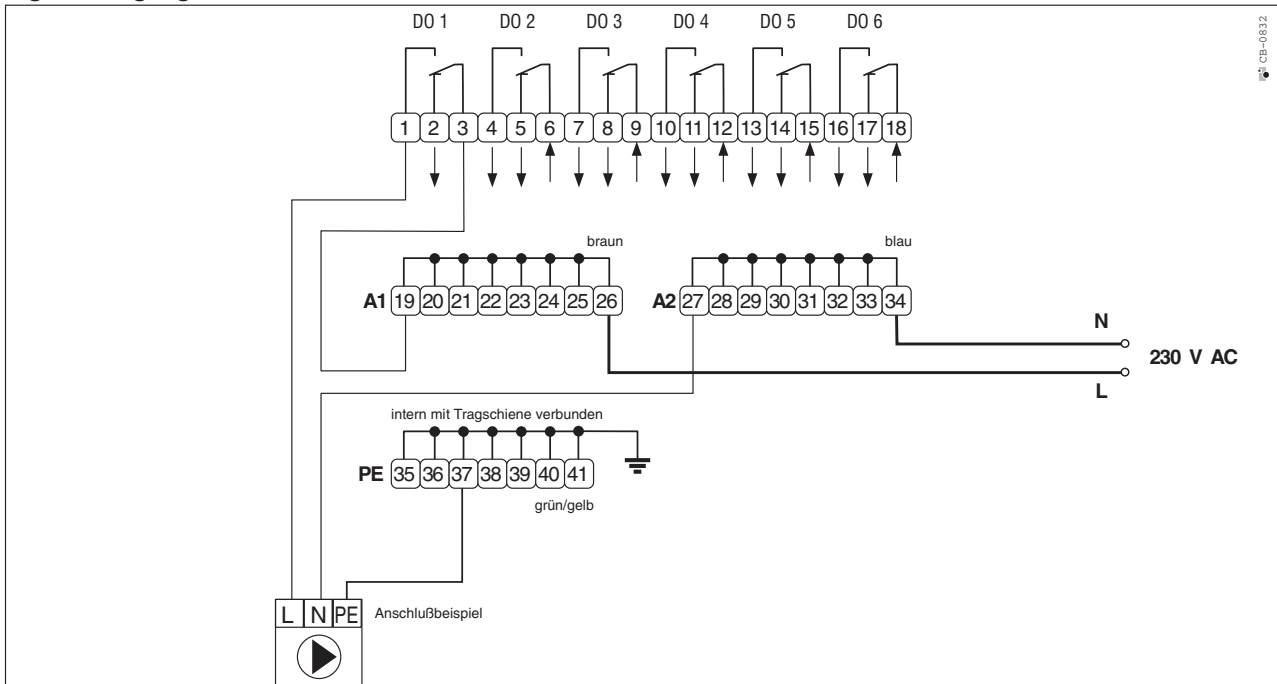 DO 1 DO 2 DO 3 DO 4 DO 5 DO 6
CB-0832
1 2 3 4 5 6 7 8 9 10 11 12 13 14 15 16 17 18
braun blau
A1 19 20 21 22 23 24 25 26 A2 27 28 29 30 31 32 33 34
N
230 V AC
L
intern mit Tragschiene verbunden
PE 35 36 37 38 39 40 41
grün/gelb
L N PE Anschlußbeispiel